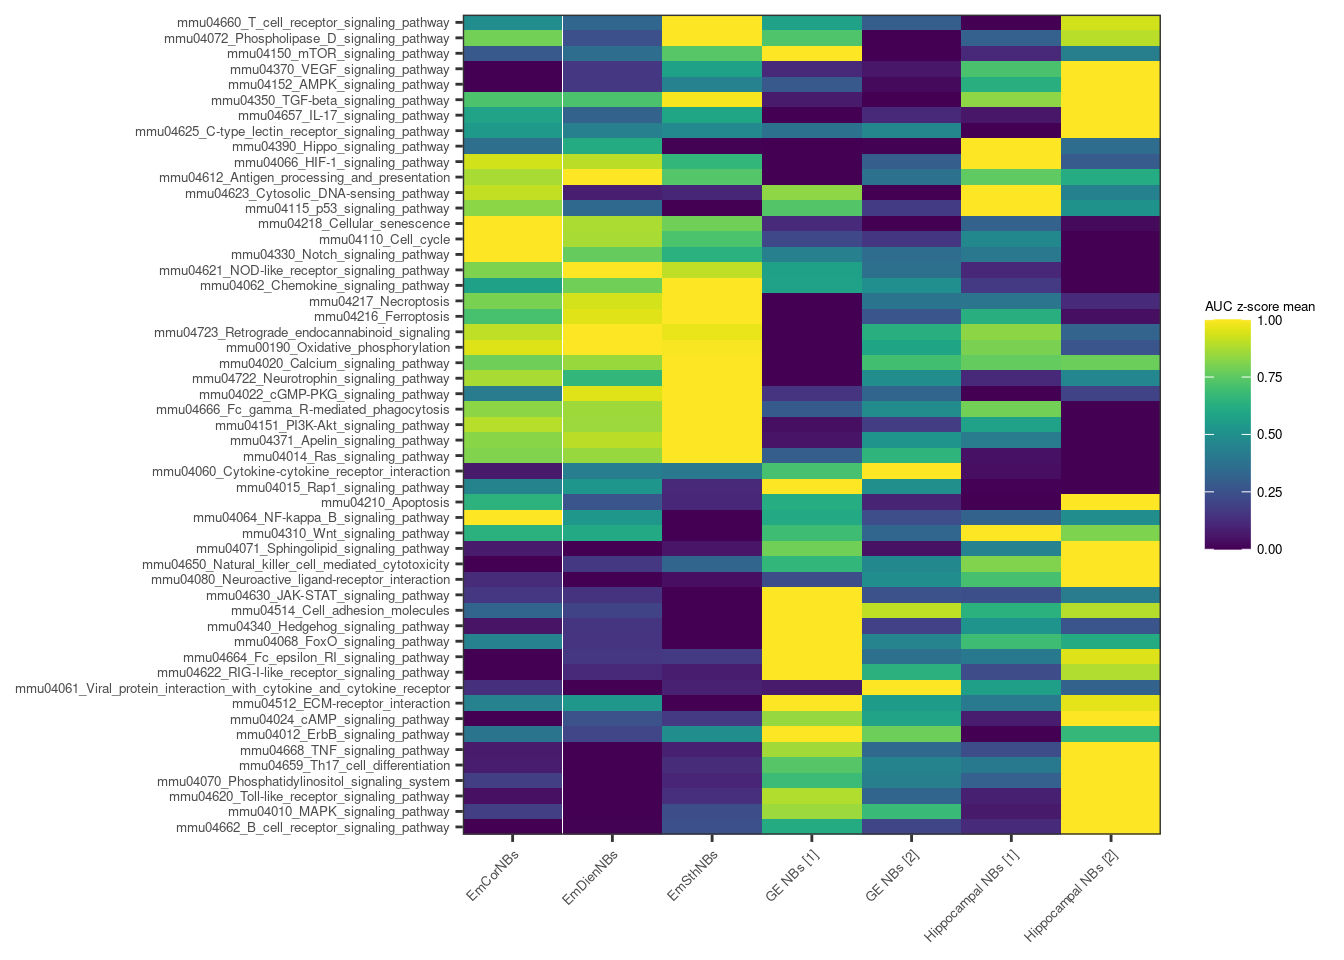 mmu04660_T_cell_receptor_signaling_pathway
mmu04072_Phospholipase_D_signaling_pathway
mmu04150_mTOR_signaling_pathway
mmu04370_VEGF_signaling_pathway
mmu04152_AMPK_signaling_pathway
mmu04350_TGF-beta_signaling_pathway
mmu04657_IL-17_signaling_pathway
mmu04625_C-type_lectin_receptor_signaling_pathway
mmu04390_Hippo_signaling_pathway
mmu04066_HIF-1_signaling_pathway
mmu04612_Antigen_processing_and_presentation
mmu04623_Cytosolic_DNA-sensing_pathway
mmu04115_p53_signaling_pathway
mmu04218_Cellular_senescence
mmu04110_Cell_cycle
mmu04330_Notch_signaling_pathway
mmu04621_NOD-like_receptor_signaling_pathway
mmu04062_Chemokine_signaling_pathway
mmu04217_Necroptosis
mmu04216_Ferroptosis
mmu04723_Retrograde_endocannabinoid_signaling
mmu00190_Oxidative_phosphorylation
mmu04020_Calcium_signaling_pathway
mmu04722_Neurotrophin_signaling_pathway
mmu04022_cGMP-PKG_signaling_pathway
mmu04666_Fc_gamma_R-mediated_phagocytosis
mmu04151_PI3K-Akt_signaling_pathway
mmu04371_Apelin_signaling_pathway
mmu04014_Ras_signaling_pathway
mmu04060_Cytokine-cytokine_receptor_interaction
mmu04015_Rap1_signaling_pathway
mmu04210_Apoptosis
mmu04064_NF-kappa_B_signaling_pathway
mmu04310_Wnt_signaling_pathway
mmu04071_Sphingolipid_signaling_pathway
mmu04650_Natural_killer_cell_mediated_cytotoxicity
mmu04080_Neuroactive_ligand-receptor_interaction
mmu04630_JAK-STAT_signaling_pathway
mmu04514_Cell_adhesion_molecules
mmu04340_Hedgehog_signaling_pathway
mmu04068_FoxO_signaling_pathway
mmu04664_Fc_epsilon_RI_signaling_pathway
mmu04622_RIG-I-like_receptor_signaling_pathway
mmu04061_Viral_protein_interaction_with_cytokine_and_cytokine_receptor
mmu04512_ECM-receptor_interaction
mmu04024_cAMP_signaling_pathway
mmu04012_ErbB_signaling_pathway
mmu04668_TNF_signaling_pathway
mmu04659_Th17_cell_differentiation
mmu04070_Phosphatidylinositol_signaling_system
mmu04620_Toll-like_receptor_signaling_pathway
mmu04010_MAPK_signaling_pathway
mmu04662_B_cell_receptor_signaling_pathway
EmCorNBs
EmDienNBs
EmSthNBs
GE NBs [1]
GE NBs [2]
Hippocampal NBs [1]
Hippocampal NBs [2]
AUC z-score mean
1.00
0.75
0.50
0.25
0.00